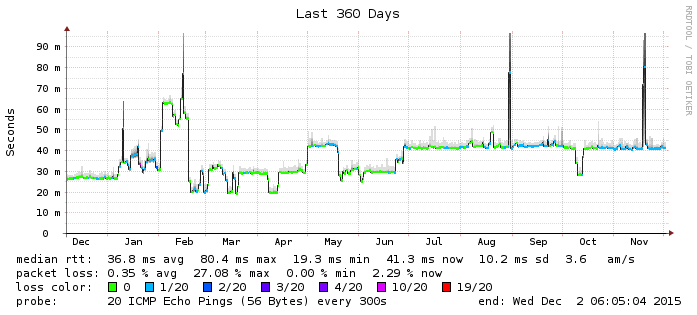 Last 360 Days
RRDTOOL / TOBI OETIKER
Seconds
90 m
80 m
70 m
60 m
50 m
40 m
30 m
20 m
10 m
0
Dec Jan Feb Mar Apr May Jun Jul Aug Sep Oct Nov
median rtt: 36.8 ms avg 80.4 ms max 19.3 ms min 41.3 ms now 10.2 ms sd 3.6 am/s
packet loss: 0.35 % avg 27.08 % max 0.00 % min 2.29 % now
loss color: 0 1/20 2/20 3/20 4/20 10/20 19/20
probe: 20 ICMP Echo Pings (56 Bytes) every 300s end: Wed Dec 2 06:05:04 2015